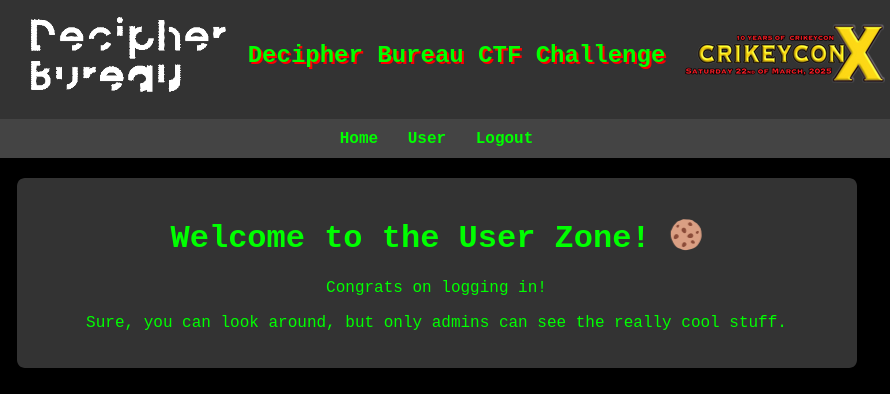 Decipher
Bureau
Decipher Bureau CTF Challenge
10 YEARS OF CRIKEYCON
CRIKEYCON X
SATURDAY 22ND OF MARCH, 2025
Home User Logout
Welcome to the User Zone!
Congrats on logging in!
Sure, you can look around, but only admins can see the really cool stuff.